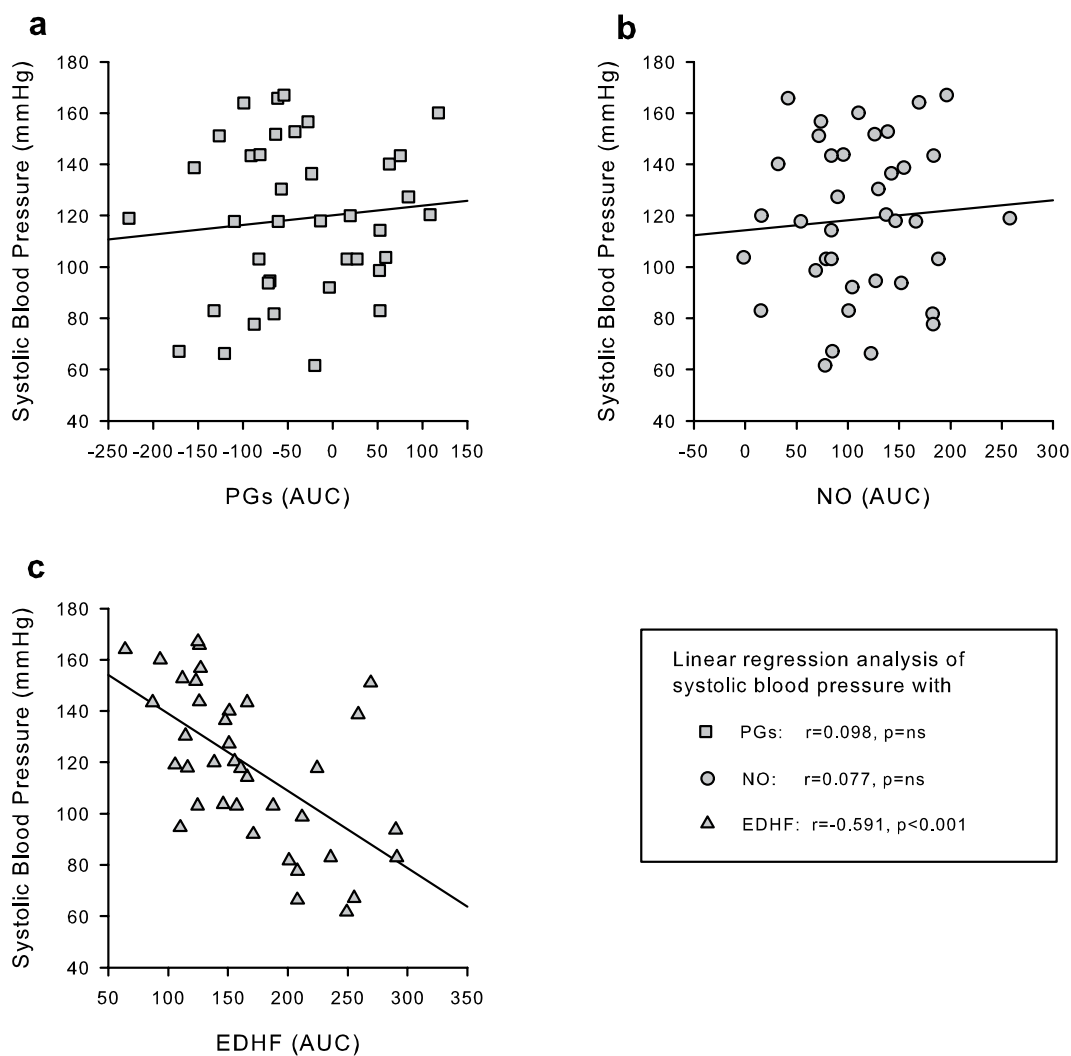 a
Systolic Blood Pressure (mmHg)
180
160
140
120
100
80
60
40
-250 -200 -150 -100 -50 0 50 100 150
PGs (AUC)
b
Systolic Blood Pressure (mmHg)
180
160
140
120
100
80
60
40
-50 0 50 100 150 200 250 300
NO (AUC)
c
Systolic Blood Pressure (mmHg)
180
160
140
120
100
80
60
40
50 100 150 200 250 300 350
EDHF (AUC)
Linear regression analysis of
systolic blood pressure with
PGs: r=0.098, p=ns
NO: r=0.077, p=ns
EDHF: r=-0.591, p<0.001